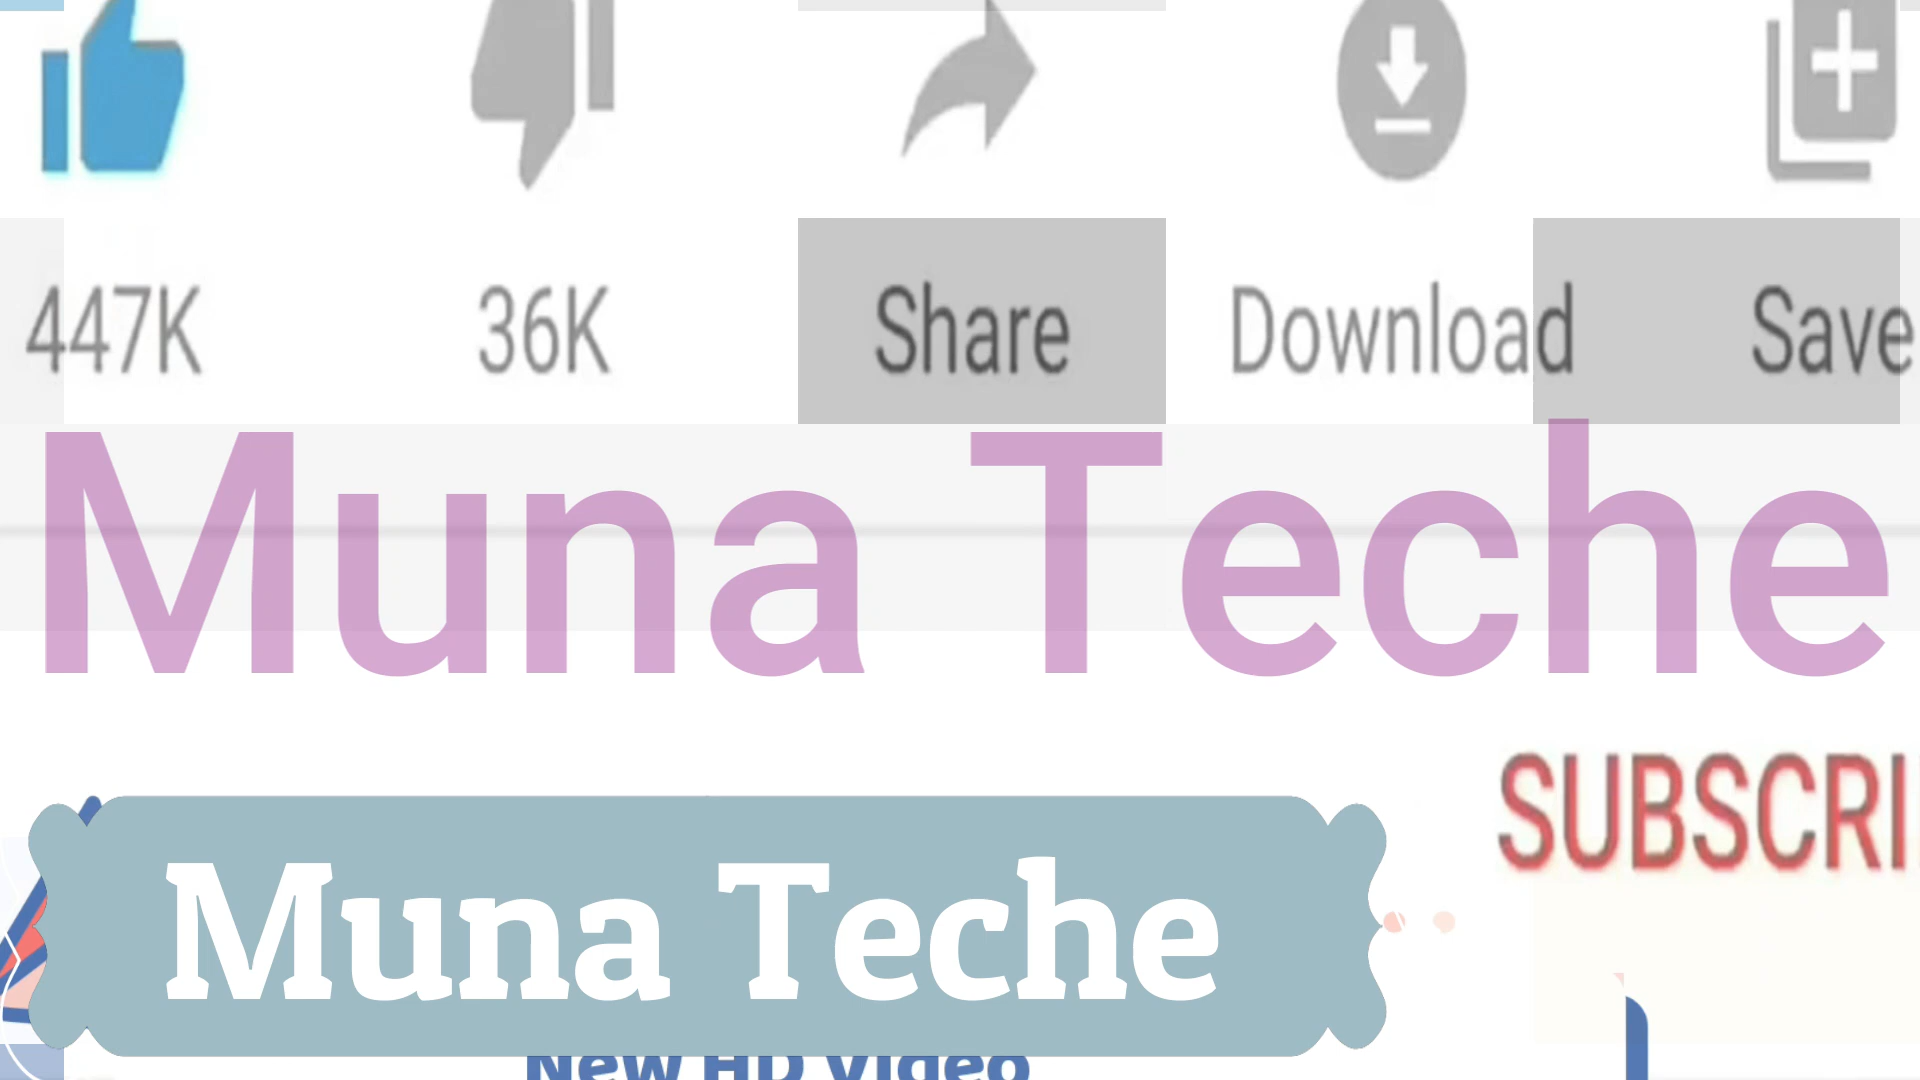 447K 36K Share Download Save
Muna Teche
SUBSCRI
Muna Teche
New HD Video